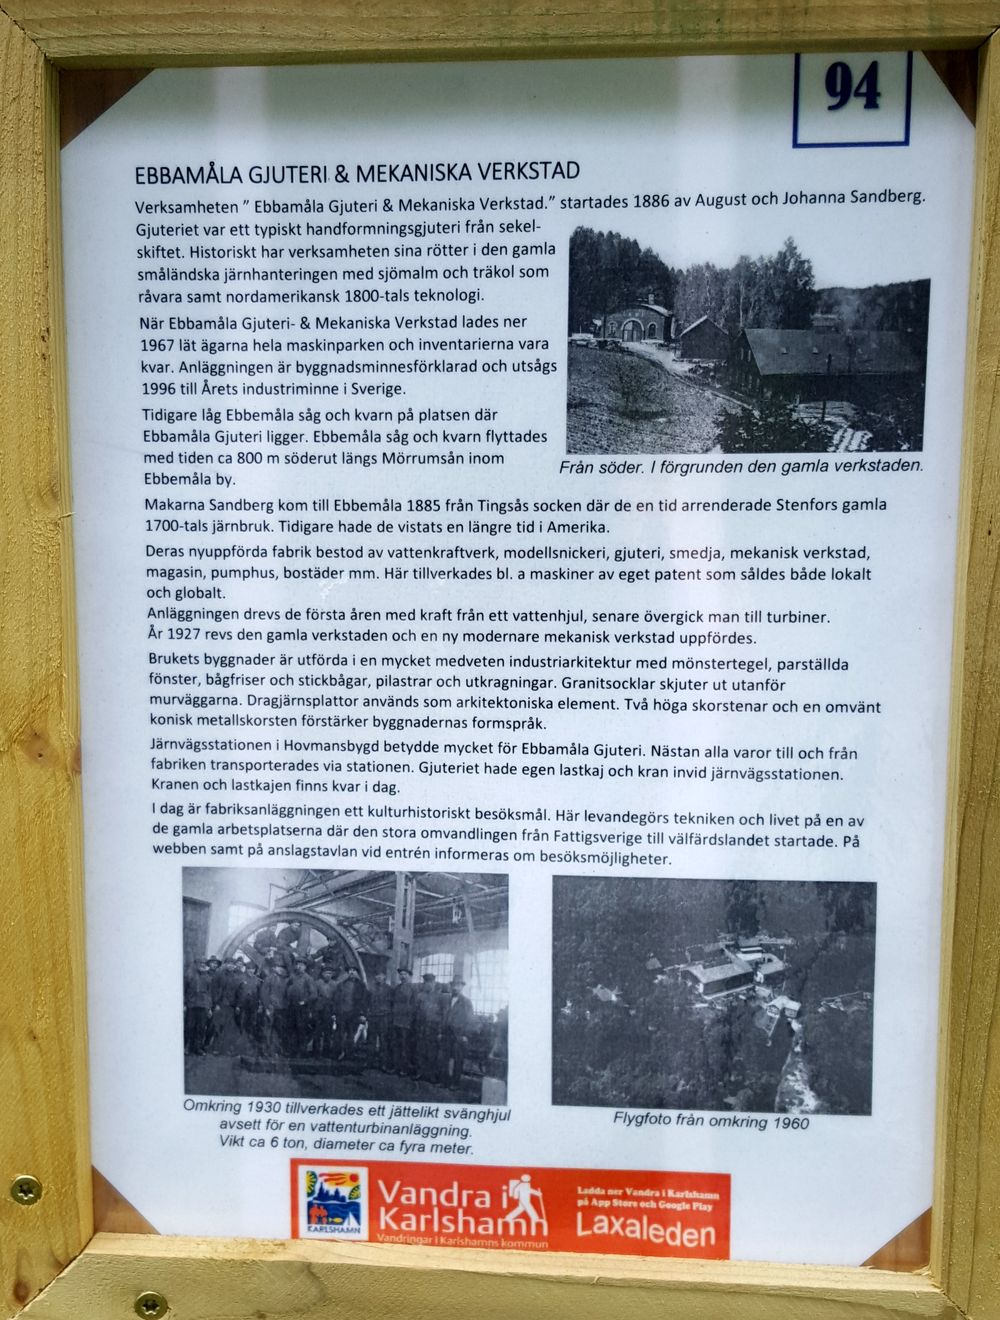 94
EBBAMÅLA GJUTERI & MEKANISKA VERKSTAD
Verksamheten ” Ebbamåla Gjuteri & Mekaniska Verkstad.” startades 1886 av August och Johanna Sandberg.
Gjuteriet var ett typiskt handformningsgjuteri från sekel-
skiftet. Historiskt har verksamheten sina rötter i den gamla
småländska järnhanteringen med sjömalm och träkol som
råvara samt nordamerikansk 1800-tals teknologi.
När Ebbamåla Gjuteri- & Mekaniska Verkstad lades ner
1967 lät ägarna hela maskinparken och inventarierna vara
kvar. Anläggningen är byggnadsminnesförklarad och utsågs
1996 till Årets industriminne i Sverige.
Tidigare låg Ebbemåla såg och kvarn på platsen där
Ebbamåla Gjuteri ligger. Ebbemåla såg och kvarn flyttades
med tiden ca 800 m söderut längs Mörrumsån inom
Ebbemåla by.
Från söder. I förgrunden den gamla verkstaden.
Makarna Sandberg kom till Ebbemåla 1885 från Tingsås socken där de en tid arrenderade Stenfors gamla
1700-tals järnbruk. Tidigare hade de vistats en längre tid i Amerika.
Deras nyuppförda fabrik bestod av vattenkraftverk, modellsnickeri, gjuteri, smedja, mekanisk verkstad,
magasin, pumphus, bostäder mm. Här tillverkades bl. a maskiner av eget patent som såldes både lokalt
och globalt.
Anläggningen drevs de första åren med kraft från ett vattenhjul, senare övergick man till turbiner.
År 1927 revs den gamla verkstaden och en ny modernare mekanisk verkstad uppfördes.
Brukets byggnader är utförda i en mycket medveten industriarkitektur med mönstertegel, parställda
fönster, bågfriser och stickbågar, pilastrar och utkragningar. Granitsocklar skjuter ut utanför
murväggarna. Dragjärnsplattor används som arkitektoniska element. Två höga skorstenar och en omvänt
konisk metallskorsten förstärker byggnadernas formspråk.
Järnvägsstationen i Hovmansbygd betydde mycket för Ebbamåla Gjuteri. Nästan alla varor till och från
fabriken transporterades via stationen. Gjuteriet hade egen lastkaj och kran invid järnvägsstationen.
Kranen och lastkajen finns kvar i dag.
I dag är fabriksanläggningen ett kulturhistoriskt besöksmål. Här levandegörs tekniken och livet på en av
de gamla arbetsplatserna där den stora omvandlingen från Fattigsverige till välfärdslandet startade. På
webben samt på anslagstavlan vid entrén informeras om besöksmöjligheter.
Omkring 1930 tillverkades ett jättelikt svänghjul
avsett för en vattenturbinanläggning.
Vikt ca 6 ton, diameter ca fyra meter.
Flygfoto från omkring 1960
KARLSHAMN
Vandra i
Karlshamn
Vandringar i Karlshamns kommun
Ladda ner Vandra i Karlshamn
på App Store och Google Play
Laxaleden